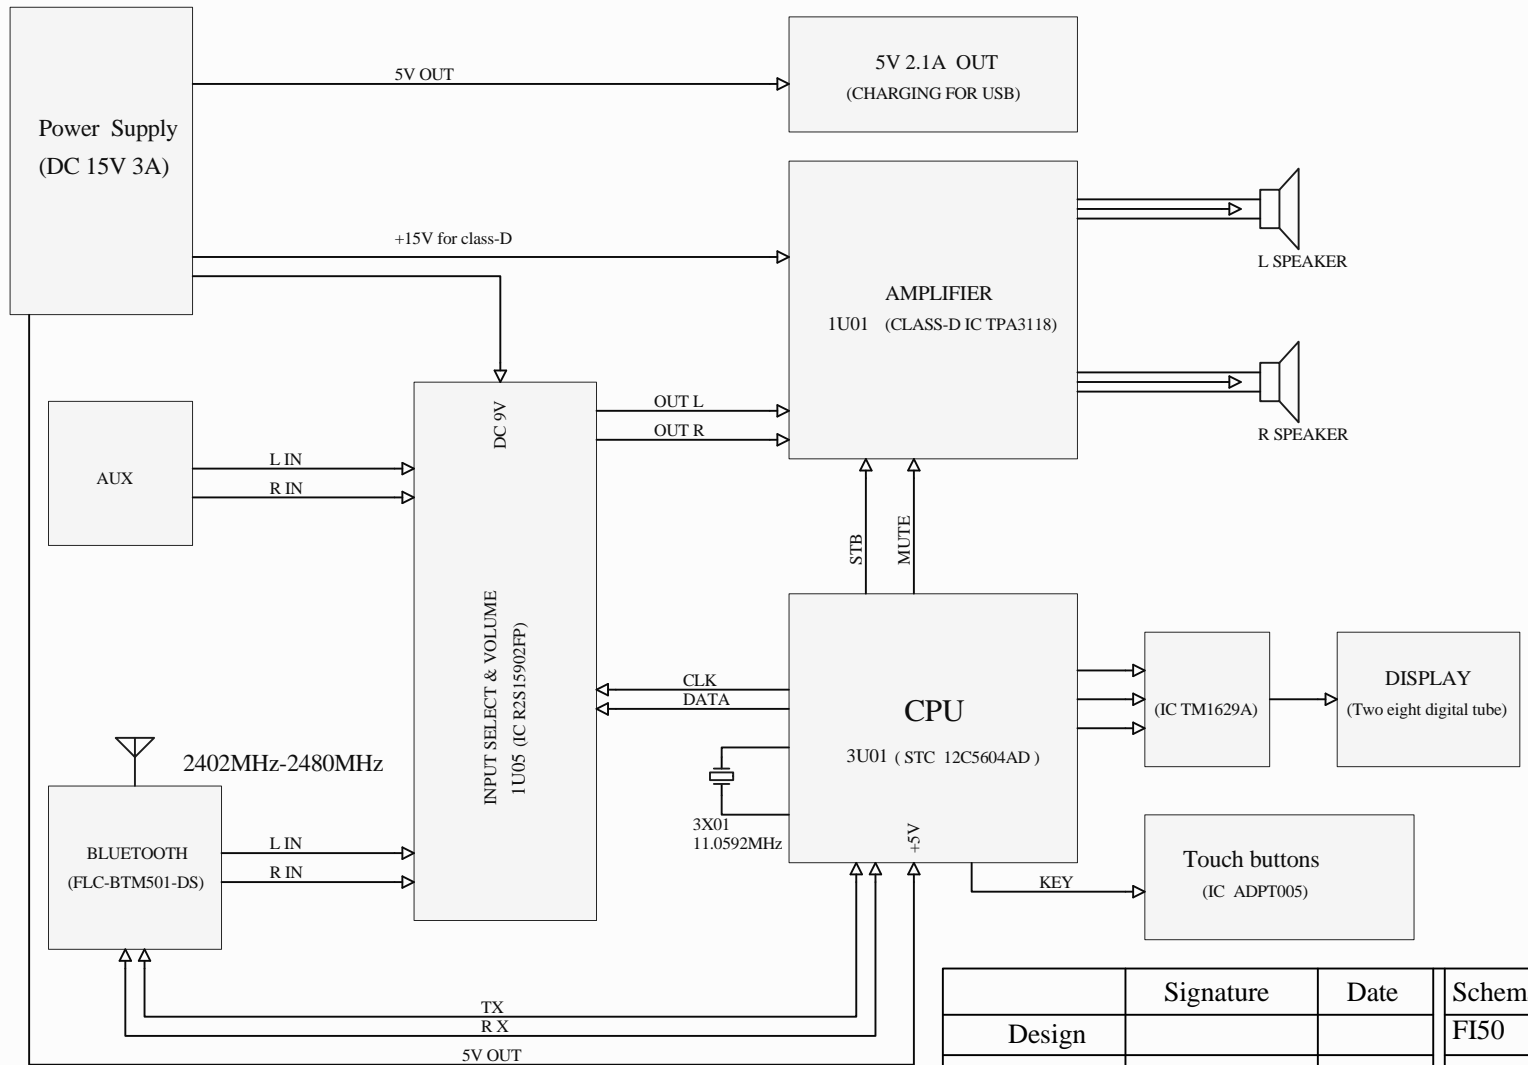 5V OUT
5V 2.1A OUT
(CHARGING FOR USB)
Power Supply
(DC 15V 3A)
+15V for class-D
AMPLIFIER
1U01 (CLASS-D IC TPA3118)
L SPEAKER
R SPEAKER
DC 9V
OUT L
OUT R
AUX
L IN
R IN
INPUT SELECT & VOLUME
1U05 (IC R2S15902FP)
STB
MUTE
CLK
DATA
CPU
3U01 ( STC 12C5604AD )
+5V
3X01
11.0592MHz
(IC TM1629A)
DISPLAY
(Two eight digital tube)
2402MHz-2480MHz
BLUETOOTH
(FLC-BTM501-DS)
L IN
R IN
KEY
Touch buttons
(IC ADPT005)
TX
R X
5V OUT
Signature Date Schem
Design FI50